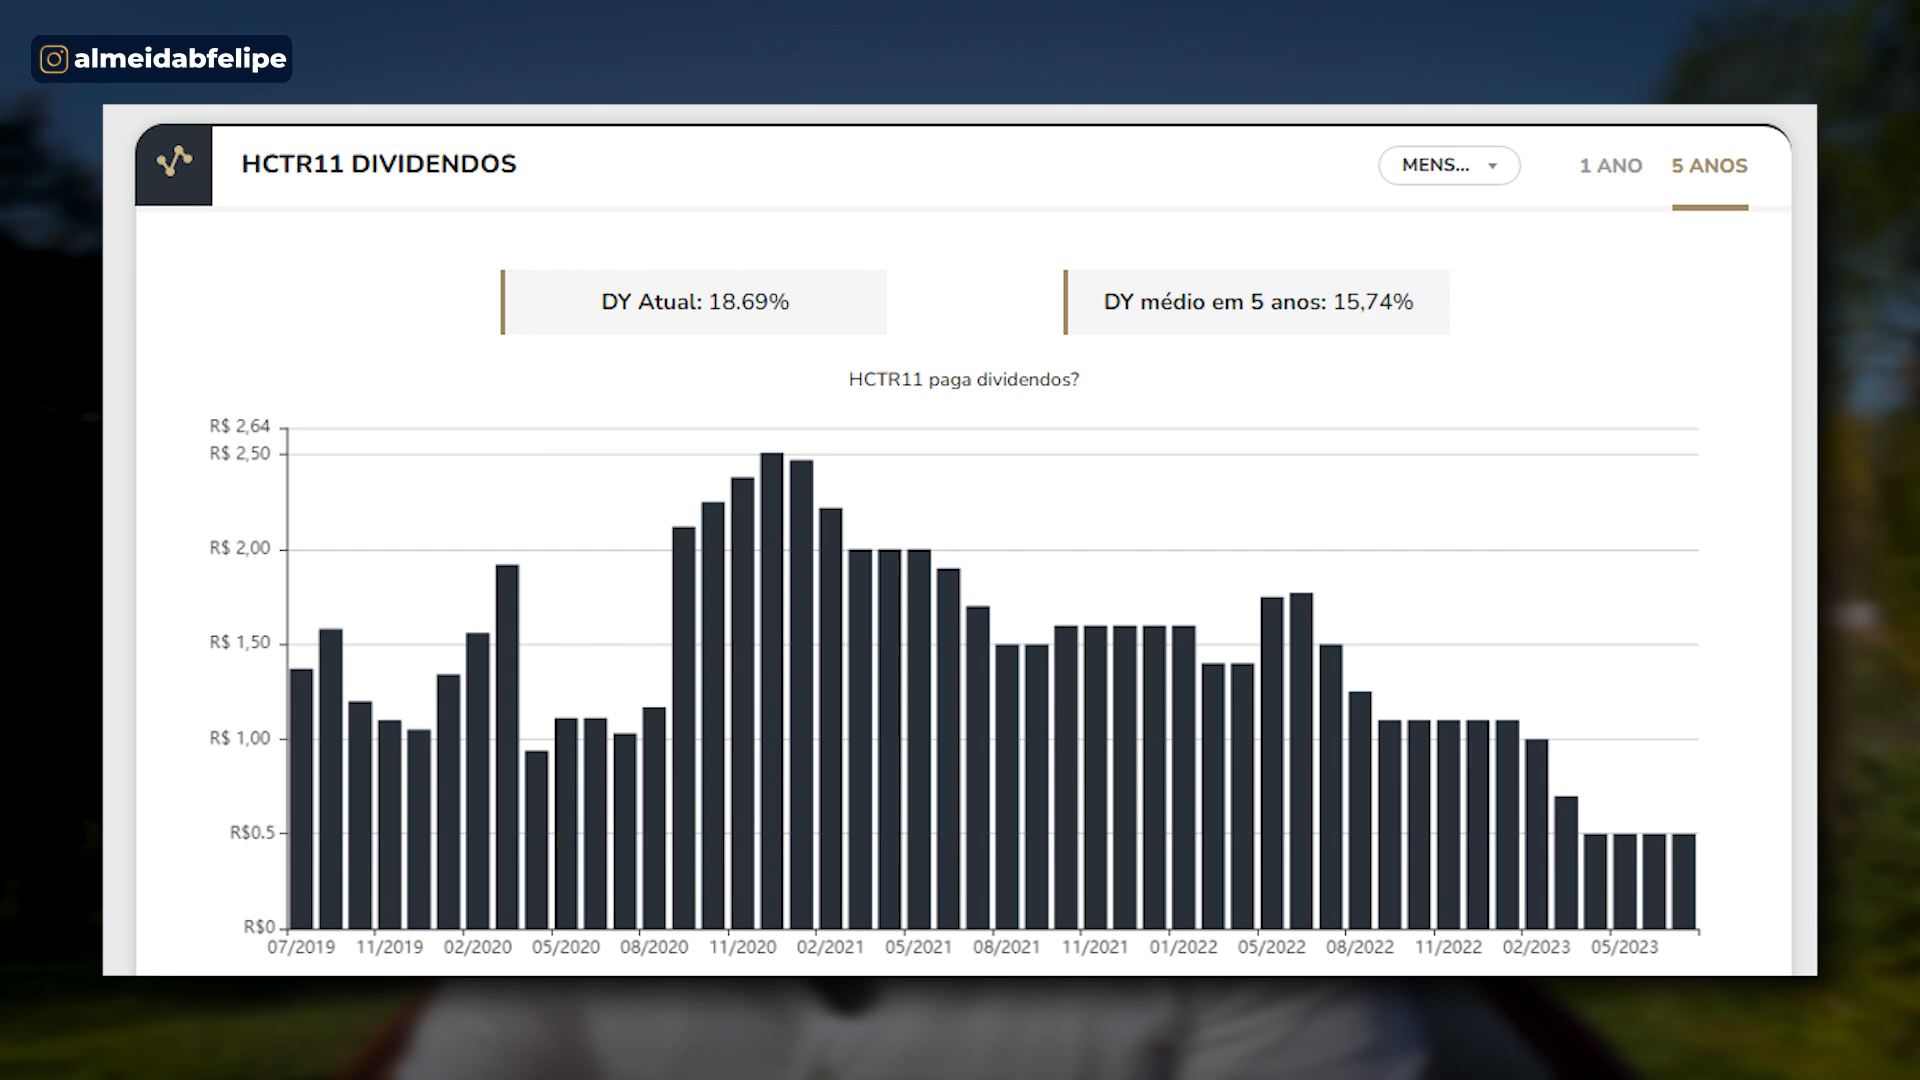 almeidabfelipe
HCTR11 DIVIDENDOS
MENS...
1 ANO
5 ANOS
DY Atual: 18.69%
DY médio em 5 anos: 15,74%
HCTR11 paga dividendos?
R$ 2,64
R$ 2,50
R$ 2,00
R$ 1,50
R$ 1,00
R$0.5
R$0
07/2019 11/2019 02/2020 05/2020 08/2020 11/2020 02/2021 05/2021 08/2021 11/2021 01/2022 05/2022 08/2022 11/2022 02/2023 05/2023